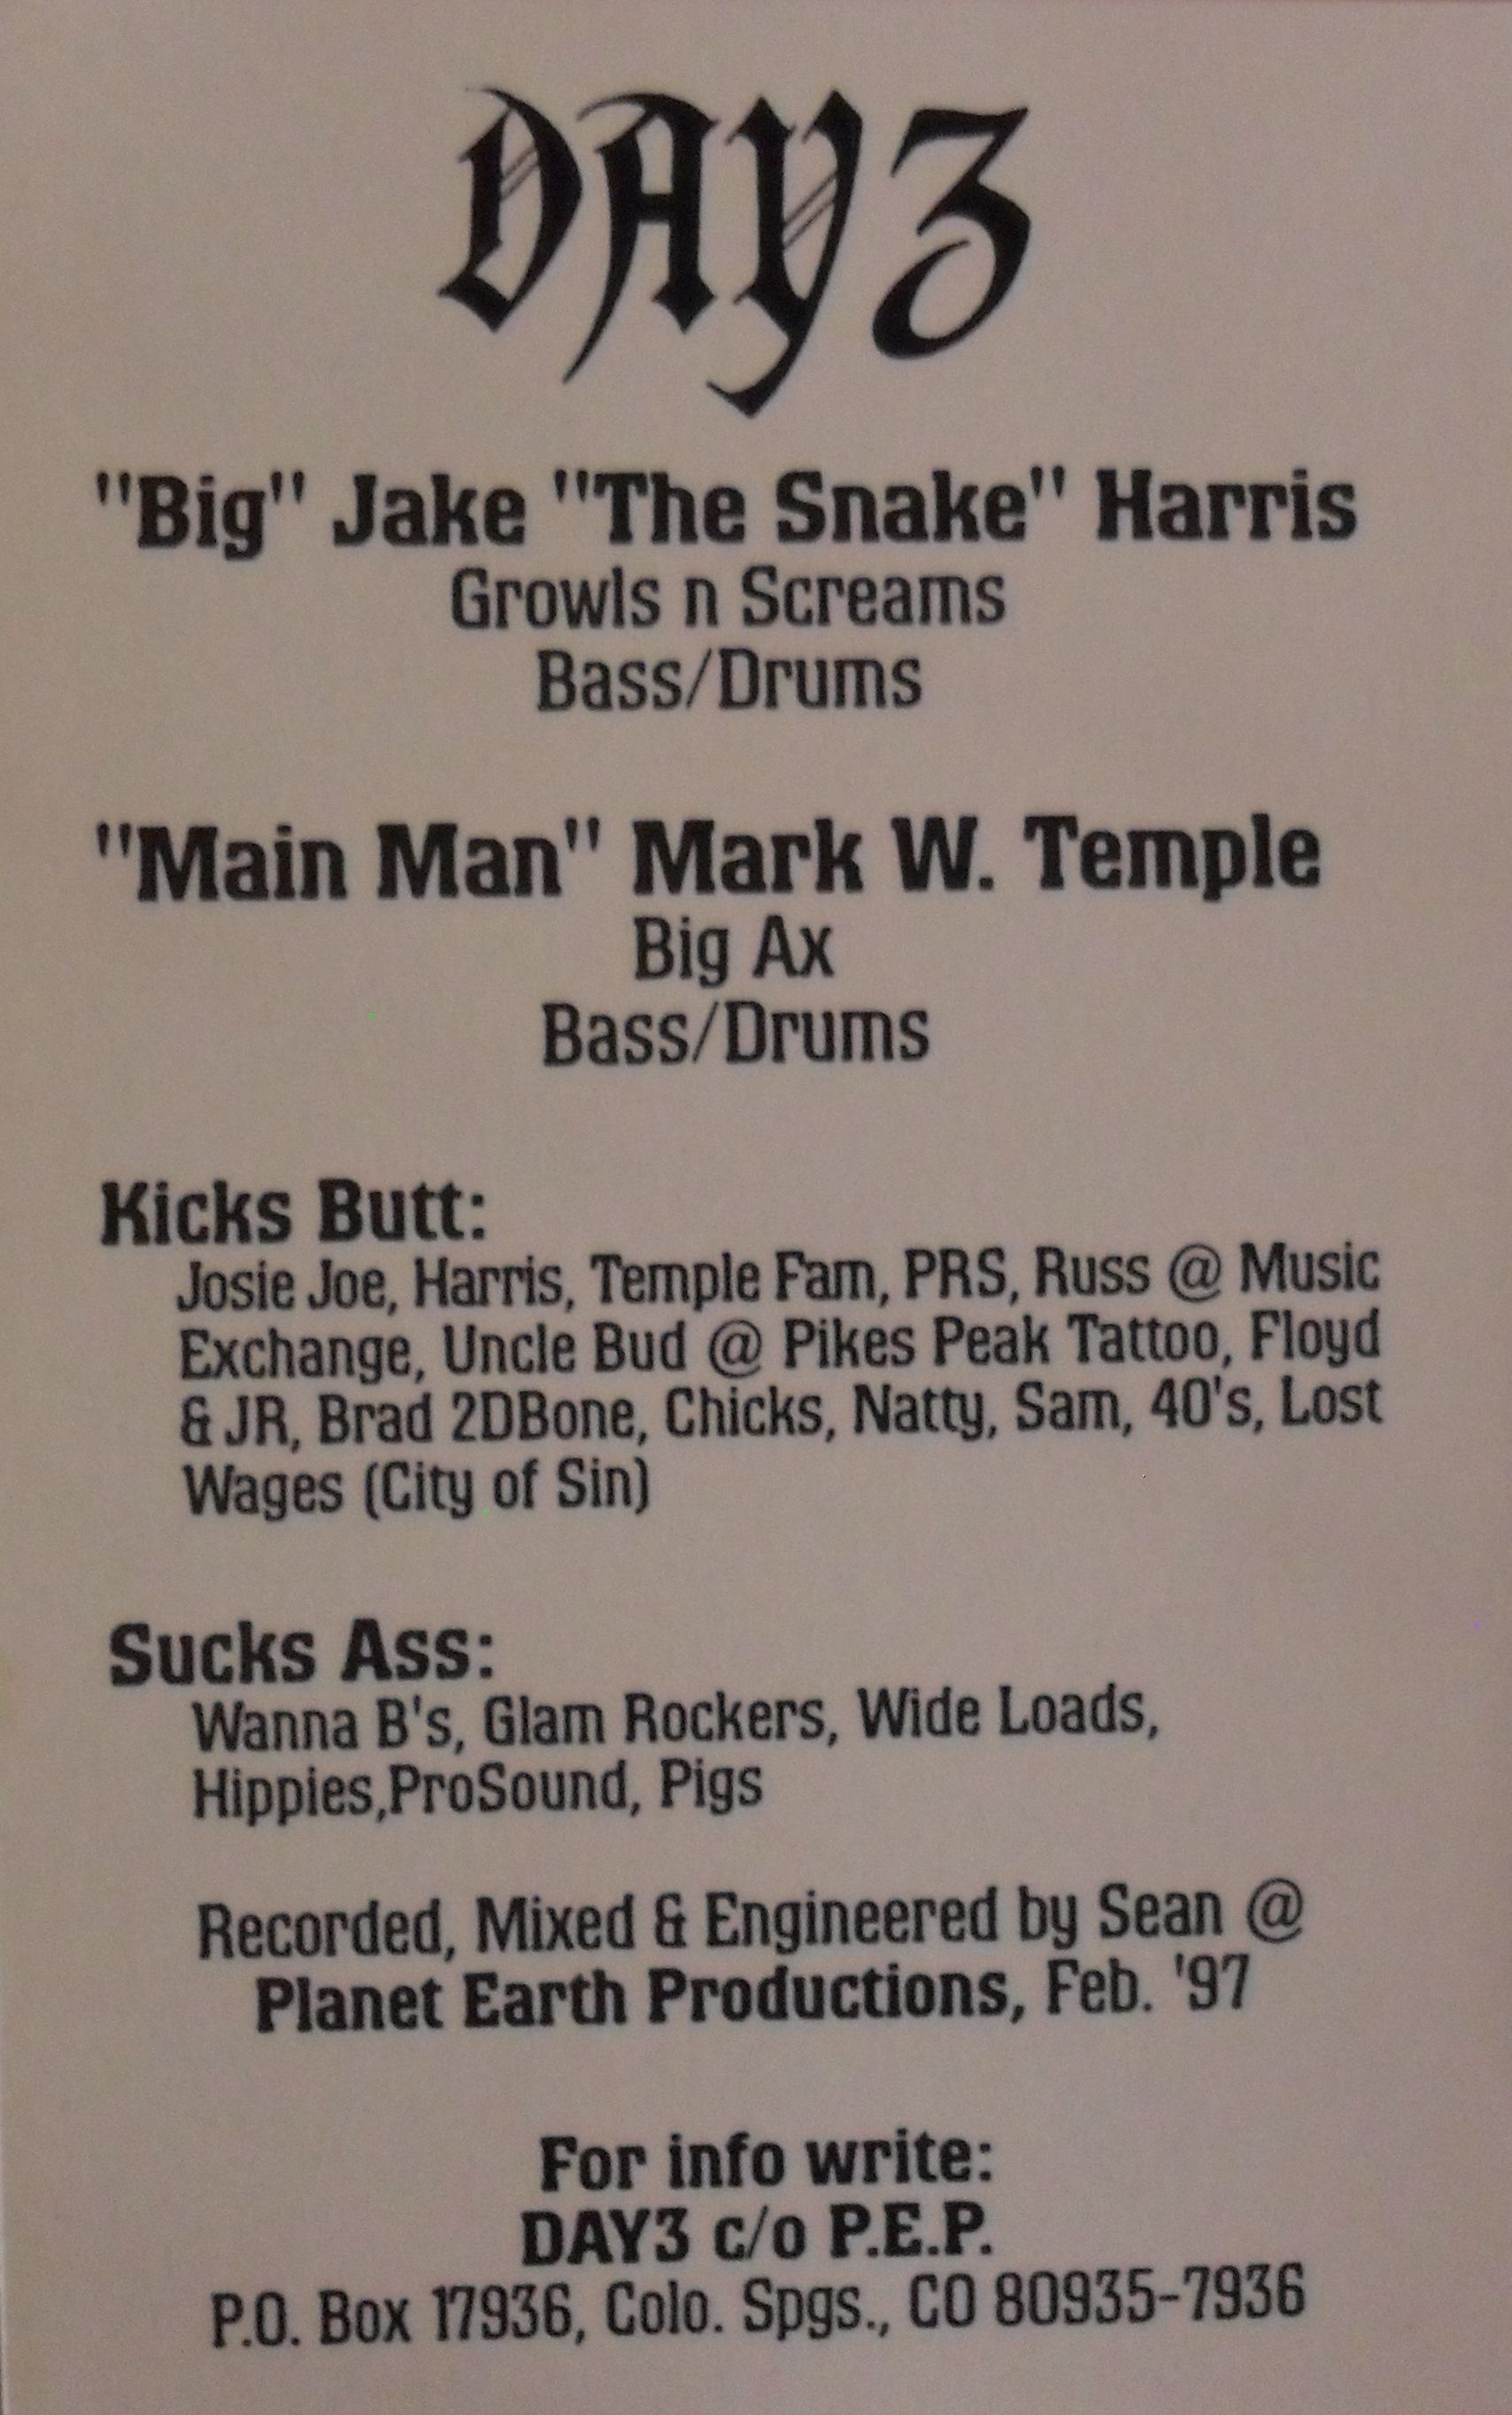 DAY3
"Big" Jake "The Snake" Harris
Growls n Screams
Bass/Drums
"Main Man" Mark W. Temple
Big Ax
Bass/Drums
Kicks Butt:
Josie Joe, Harris, Temple Fam, PRS, Russ @ Music
Exchange, Uncle Bud @ Pikes Peak Tattoo, Floyd
& JR, Brad 2DBone, Chicks, Natty, Sam, 40's, Lost
Wages (City of Sin)
Sucks Ass:
Wanna B's, Glam Rockers, Wide Loads,
Hippies,ProSound, Pigs
Recorded, Mixed & Engineered by Sean @
Planet Earth Productions, Feb. '97
For info write:
DAY3 c/o P.E.P.
P.O. Box 17936, Colo. Spgs., CO 80935-7936